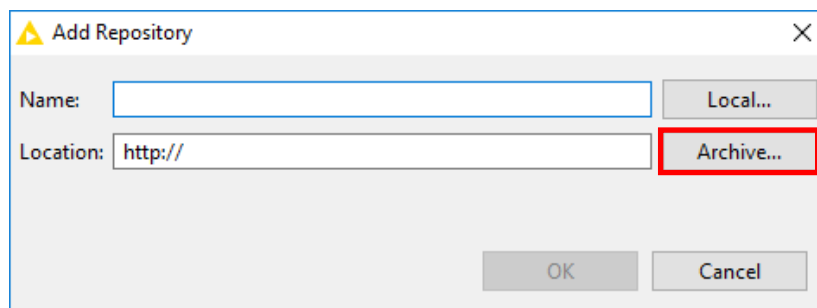 Add Repository
Name: Local...
Location: http:// Archive...
OK Cancel